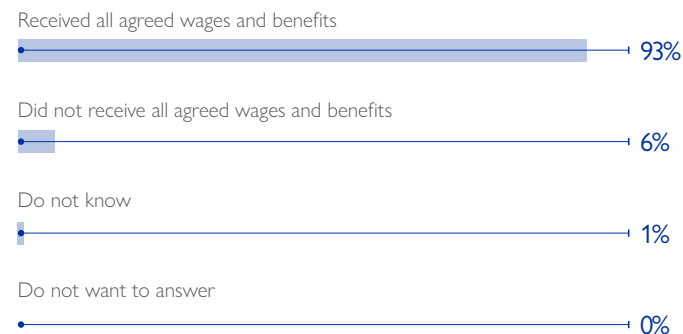 Received all agreed wages and benefits
93%
Did not receive all agreed wages and benefits
6%
Do not know
1%
Do not want to answer
0%